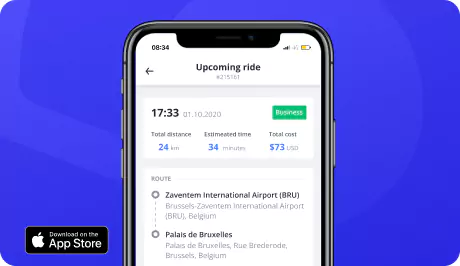 08:34
4G
Upcoming ride
#215161
17:33 01.10.2020
Business
Total distance Estimeated time Total cost
24 km 34 minutes $73 USD
ROUTE
Zaventem International Airport (BRU)
Brussels-Zaventem International Airport
(BRU), Belgium
Palais de Bruxelles
Palais de Bruxelles, Rue Brederode,
Brussels, Belgium
Download on the
App Store